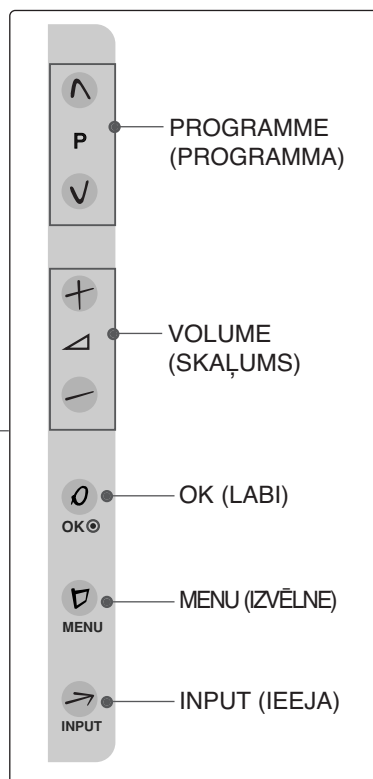 P
PROGRAMME
(PROGRAMMA)
VOLUME
(SKAĻUMS)
OK
OK (LABI)
MENU
MENU (IZVĒLNE)
INPUT
INPUT (IEEJA)